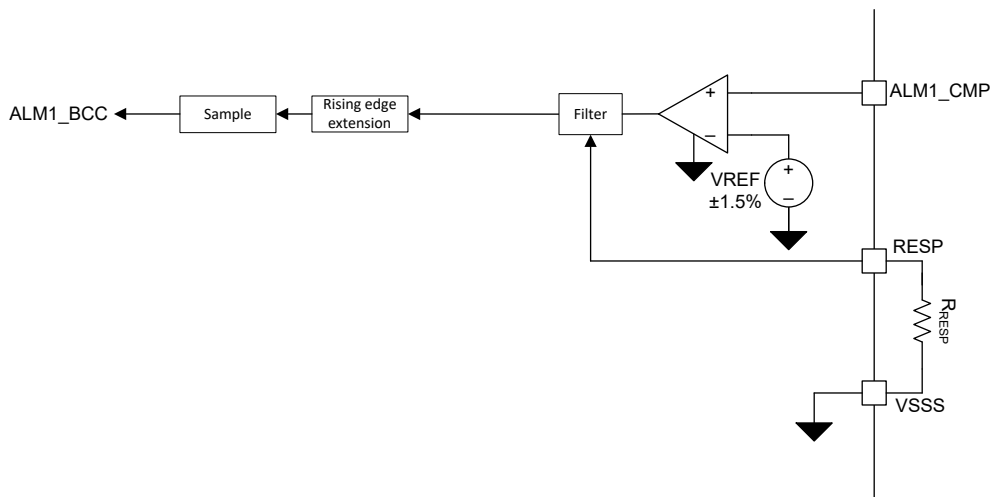 ALM1_CMP
ALM1_BCC
Sample
Rising edge
extension
Filter
+
−
VREF
±1.5%
+
−
RESP
RRESP
VSSS